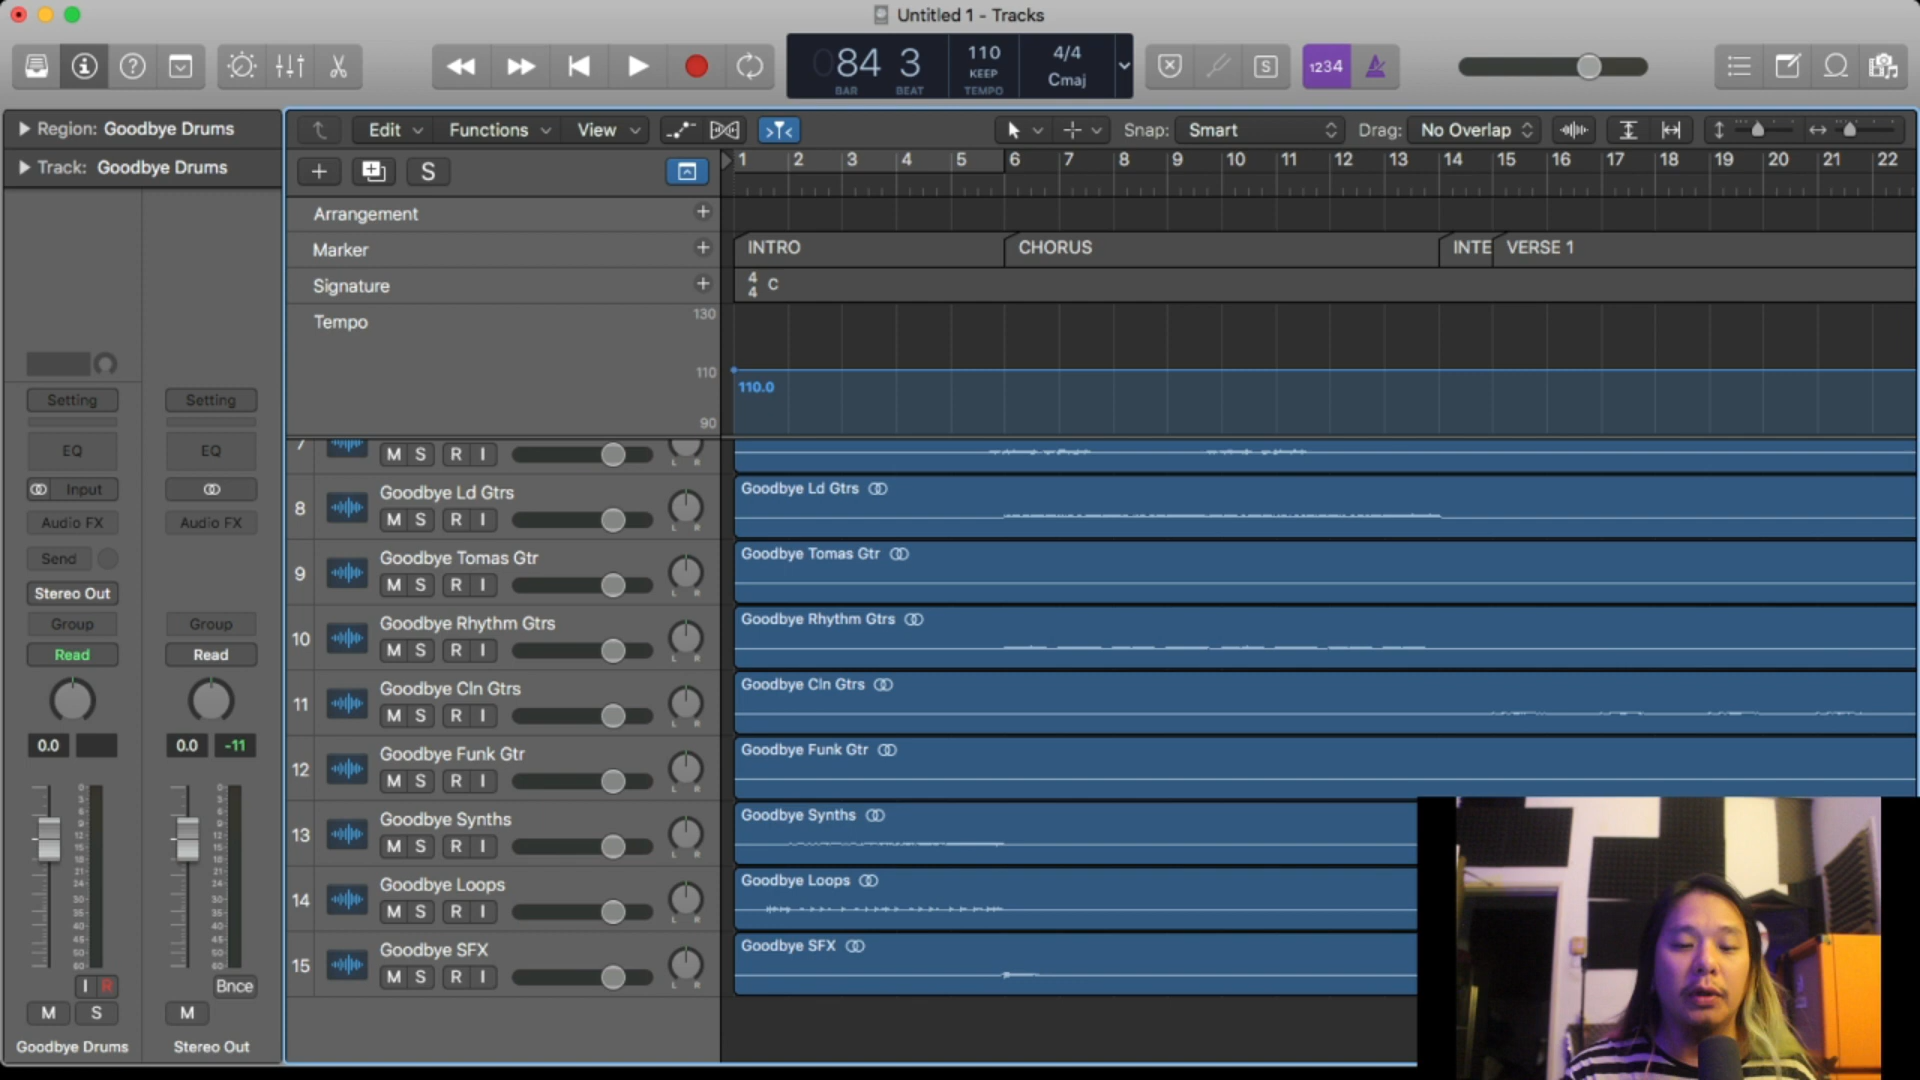 Untitled 1 - Tracks
84 3
BAR BEAT
110
KEEP
TEMPO
4/4
Cmaj
1234
Region: Goodbye Drums
Track: Goodbye Drums
Edit Functions View
Snap: Smart
Drag: No Overlap
S
1 2 3 4 5 6 7 8 9 10 11 12 13 14 15 16 17 18 19 20 21 22
Arrangement
Marker
INTRO CHORUS INTE VERSE 1
Signature
4
4 C
Tempo
130
110
110.0
90
Setting Setting
EQ EQ
Input
Audio FX Audio FX
Send
Stereo Out
Group Group
Read Read
0.0 0.0 -11
I R
Bnce
M S M
Goodbye Drums Stereo Out
7
M S R I
8 Goodbye Ld Gtrs
M S R I
Goodbye Ld Gtrs
9 Goodbye Tomas Gtr
M S R I
Goodbye Tomas Gtr
10 Goodbye Rhythm Gtrs
M S R I
Goodbye Rhythm Gtrs
11 Goodbye Cln Gtrs
M S R I
Goodbye Cln Gtrs
12 Goodbye Funk Gtr
M S R I
Goodbye Funk Gtr
13 Goodbye Synths
M S R I
Goodbye Synths
14 Goodbye Loops
M S R I
Goodbye Loops
15 Goodbye SFX
M S R I
Goodbye SFX